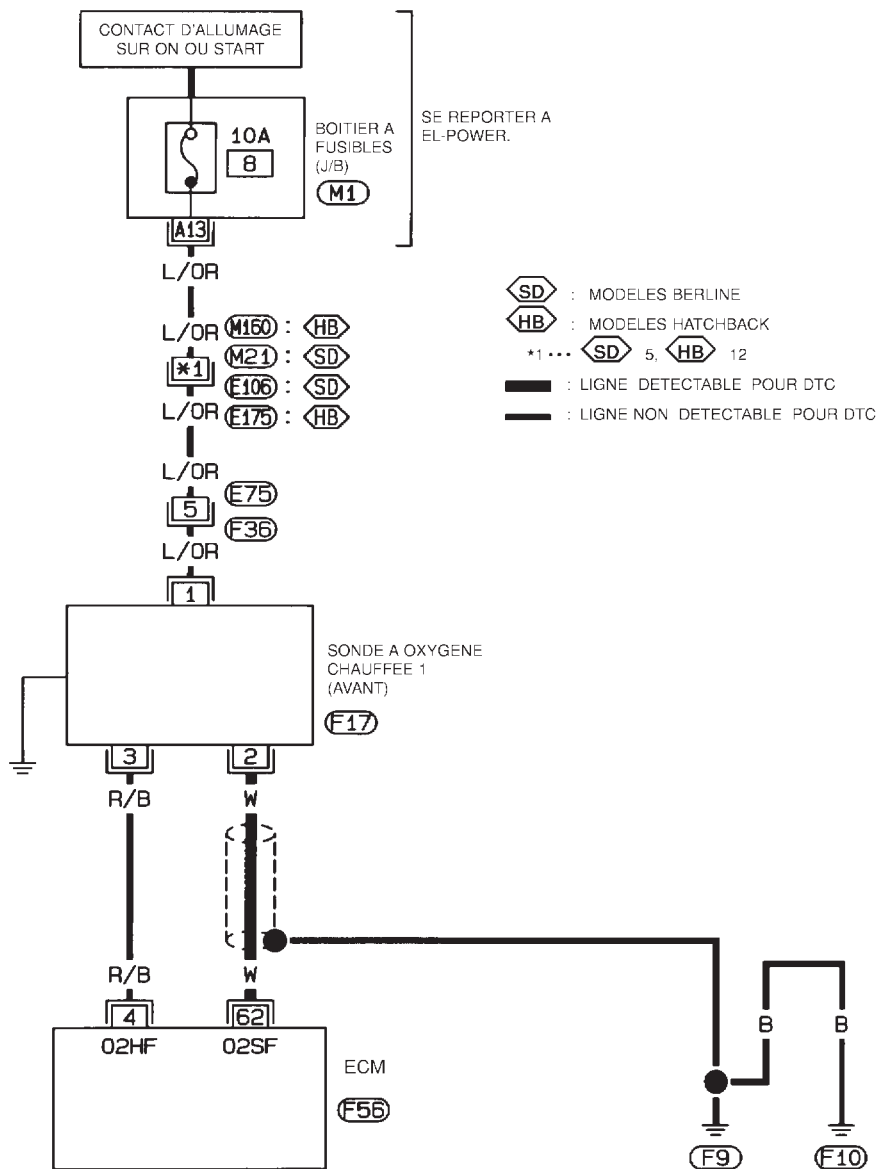 CONTACT D'ALLUMAGE
SUR ON OU START
SE REPORTER A
EL-POWER.
10A
8
BOITIER A
FUSIBLES
(J/B)
M1
A13
L/OR
L/OR
M160 : HB
M21 : SD
*1
E106 : SD
L/OR
E175 : HB
SD : MODELES BERLINE
HB : MODELES HATCHBACK
*1 ••• SD 5, HB 12
: LIGNE DETECTABLE POUR DTC
: LIGNE NON DETECTABLE POUR DTC
L/OR
E75
5
F36
L/OR
1
SONDE A OXYGENE
CHAUFFEE 1
(AVANT)
F17
3 2
R/B W
R/B W
4 62
O2HF O2SF
ECM
F56
B B
F9 F10